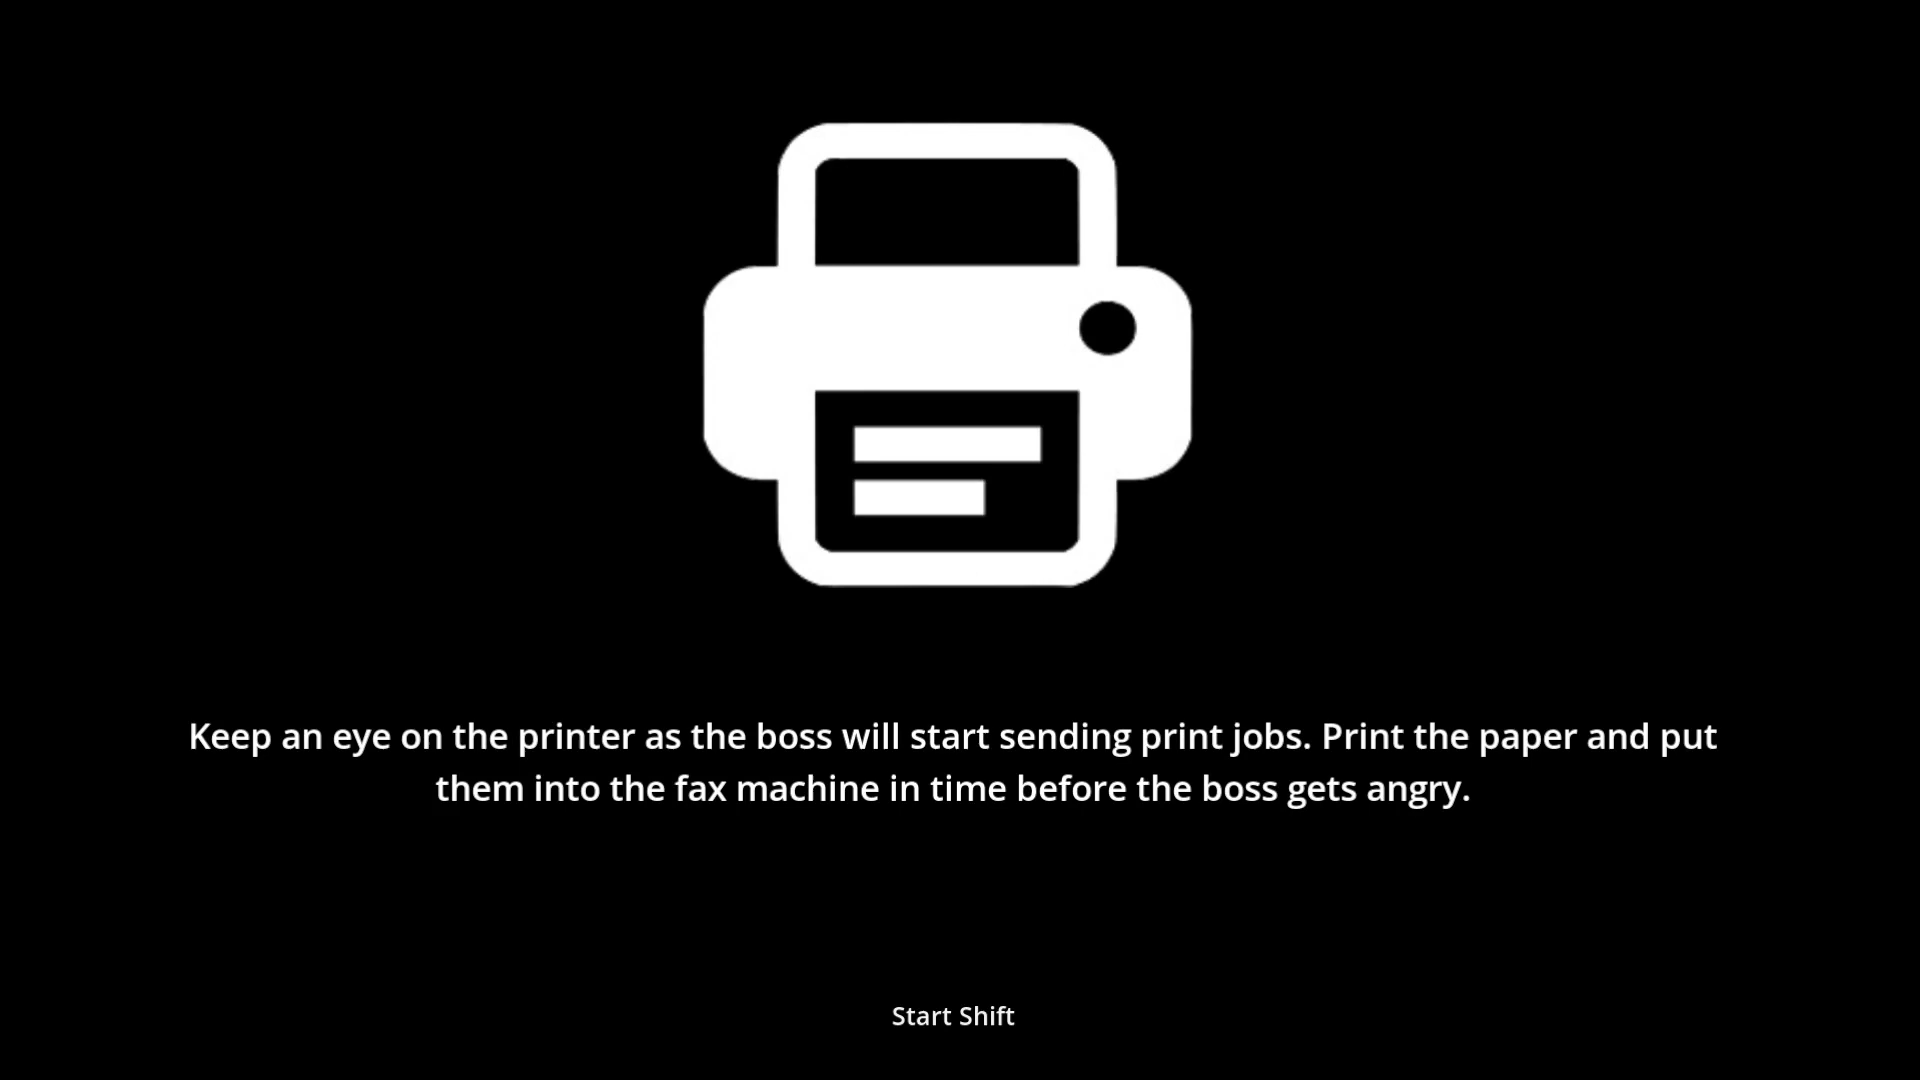 Keep an eye on the printer as the boss will start sending print jobs. Print the paper and put
them into the fax machine in time before the boss gets angry.
Start Shift